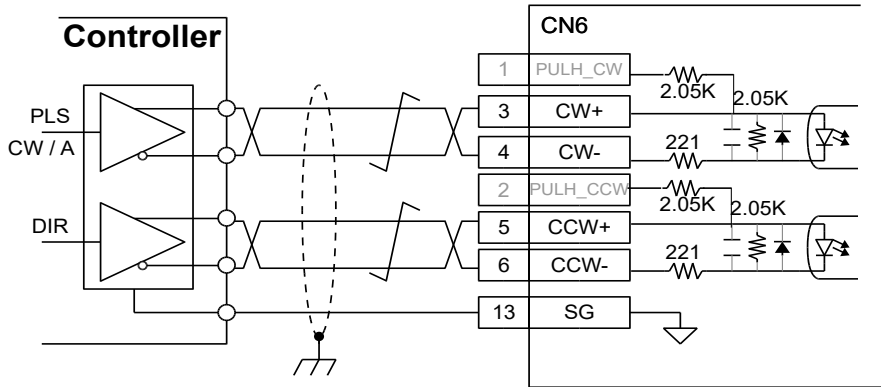 Controller
CN6
PLS
CW / A
DIR
1 PULH_CW
2.05K
2.05K
3 CW+
4 CW-
221
2 PULH_CCW
2.05K
2.05K
5 CCW+
6 CCW-
221
13 SG